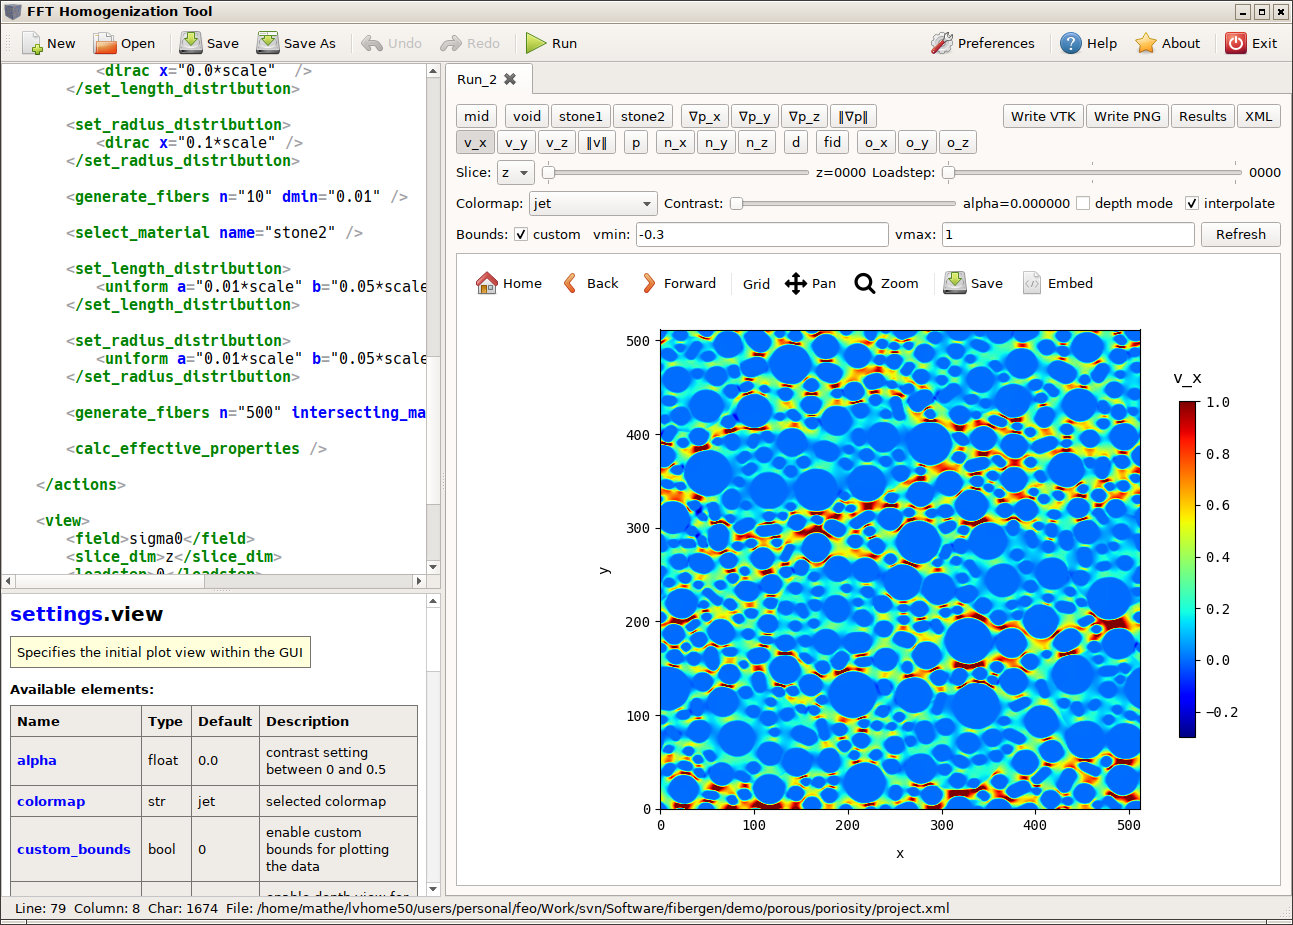 FFT Homogenization Tool
New Open Save Save As Undo Redo Run Preferences Help About Exit
<dirac x="0.0*scale" />
</set_length_distribution>
<set_radius_distribution>
<dirac x="0.1*scale" />
</set_radius_distribution>
<generate_fibers n="10" dmin="0.01" />
<select_material name="stone2" />
<set_length_distribution>
<uniform a="0.01*scale" b="0.05*scale
</set_length_distribution>
<set_radius_distribution>
<uniform a="0.01*scale" b="0.05*scale
</set_radius_distribution>
<generate_fibers n="500" intersecting_ma
<calc_effective_properties />
</actions>
<view>
<field>sigma0</field>
<slice_dim>z</slice_dim>
<loadstep>0</loadstep>
settings.view
Specifies the initial plot view within the GUI
Available elements:
Name Type Default Description
alpha float 0.0 contrast setting between 0 and 0.5
colormap str jet selected colormap
custom_bounds bool 0 enable custom bounds for plotting the data
enable depth view for
Run_2
mid void stone1 stone2 ∇p_x ∇p_y ∇p_z ‖∇p‖ Write VTK Write PNG Results XML
v_x v_y v_z ‖v‖ p n_x n_y n_z d fid o_x o_y o_z
Slice: z z=0000 Loadstep: 0000
Colormap: jet Contrast: alpha=0.000000 depth mode interpolate
Bounds: custom vmin: -0.3 vmax: 1 Refresh
Home Back Forward Grid Pan Zoom Save Embed
500
400
300
200
100
0
y
0 100 200 300 400 500
x
v_x
1.0
0.8
0.6
0.4
0.2
0.0
−0.2
Line: 79 Column: 8 Char: 1674 File: /home/mathe/lvhome50/users/personal/feo/Work/svn/Software/fibergen/demo/porous/poriosity/project.xml